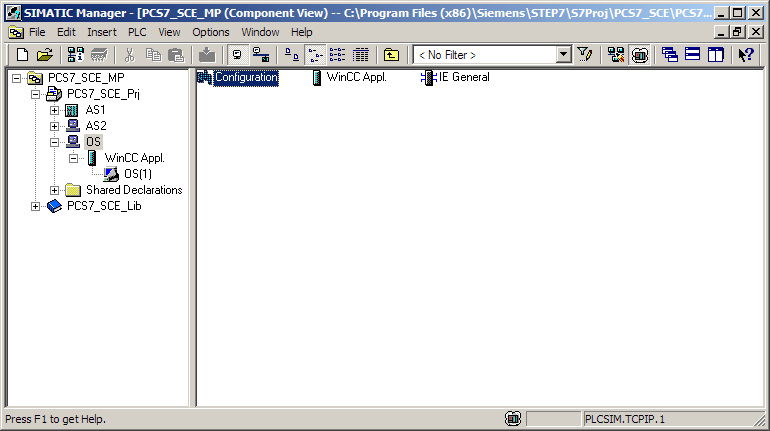 SIMATIC Manager - [PCS7_SCE_MP (Component View) -- C:\Program Files (x86)\Siemens\STEP7\S7Proj\PCS7_SCE\PCS7...]
File Edit Insert PLC View Options Window Help
< No Filter >
PCS7_SCE_MP
PCS7_SCE_Prj
AS1
AS2
OS
WinCC Appl.
OS(1)
Shared Declarations
PCS7_SCE_Lib
Configuration WinCC Appl. IE General
Press F1 to get Help. PLCSIM.TCPIP.1